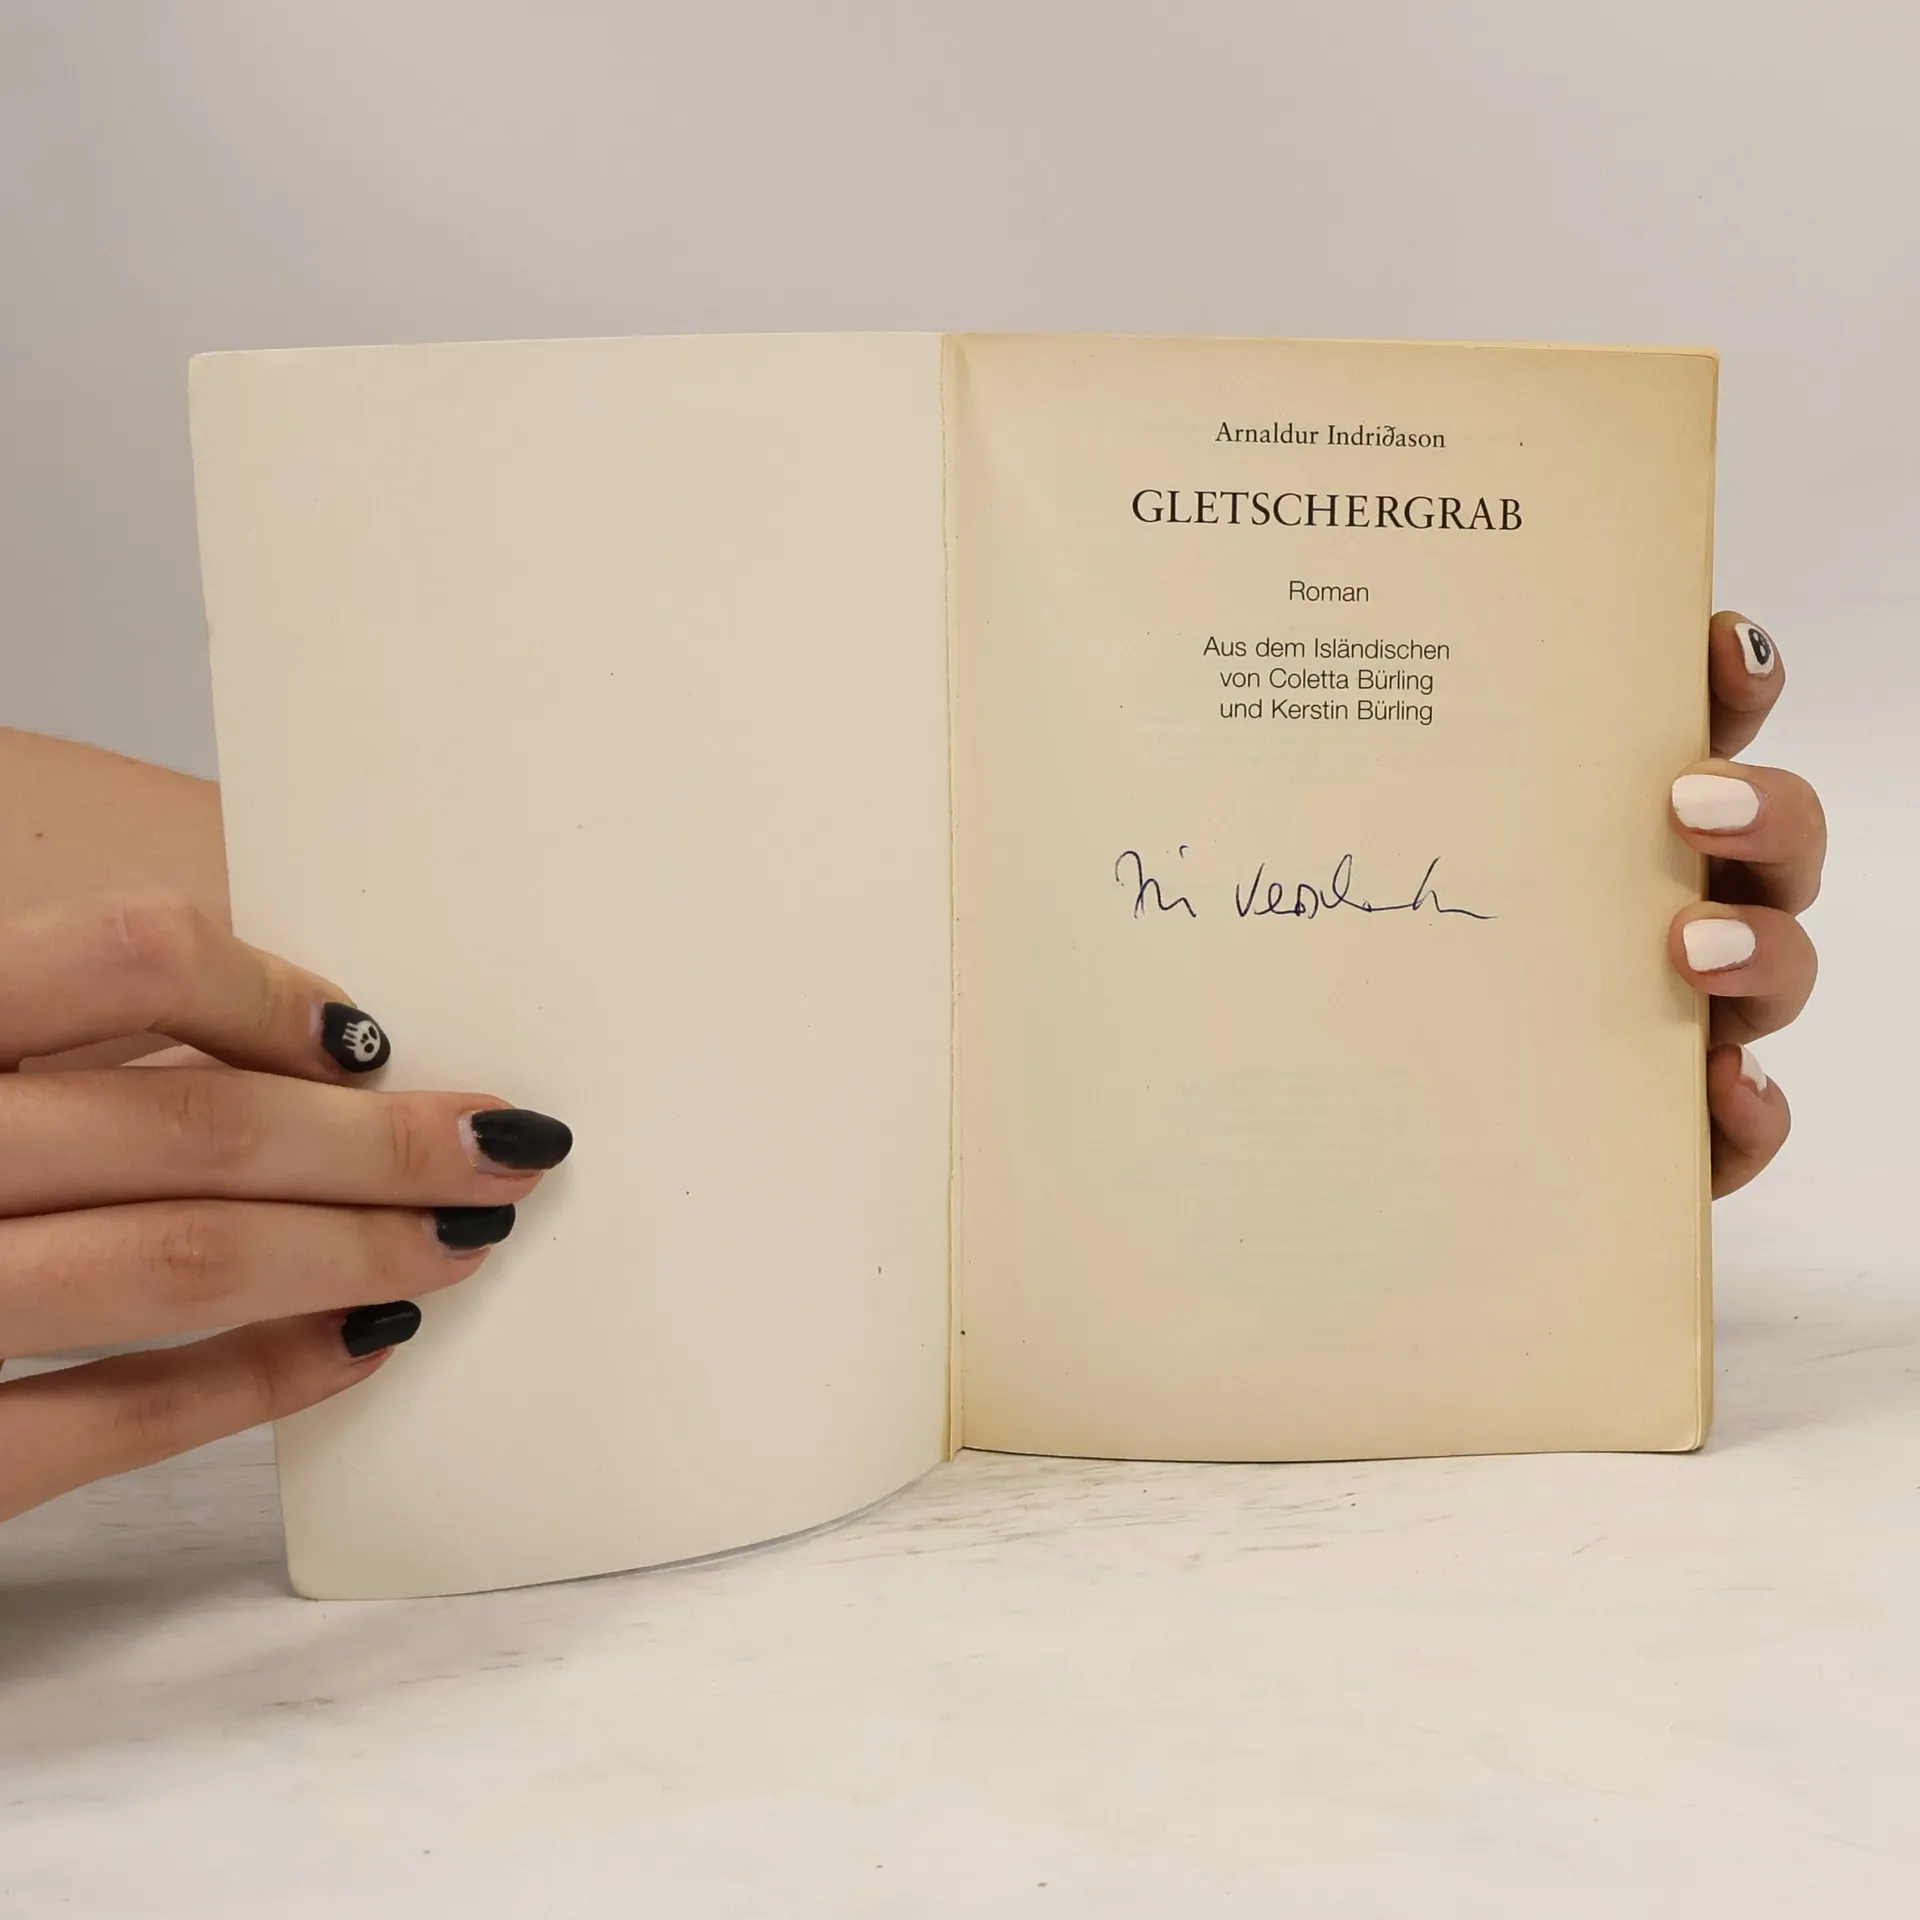 Arnaldur Indriðason
GLETSCHERGRAB
Roman
Aus dem Isländischen
von Coletta Bürling
und Kerstin Bürling